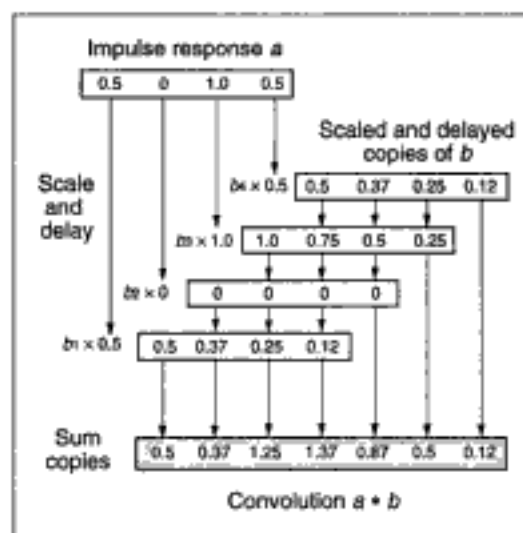 Impulse response a
0.5 0 1.0 0.5
Scaled and delayed
copies of b
Scale
and
delay
b4 × 0.5 0.5 0.37 0.25 0.12
b3 × 1.0 1.0 0.75 0.5 0.25
b2 × 0 0 0 0 0
b1 × 0.5 0.5 0.37 0.25 0.12
Sum
copies
0.5 0.37 1.25 1.37 0.87 0.5 0.12
Convolution a * b